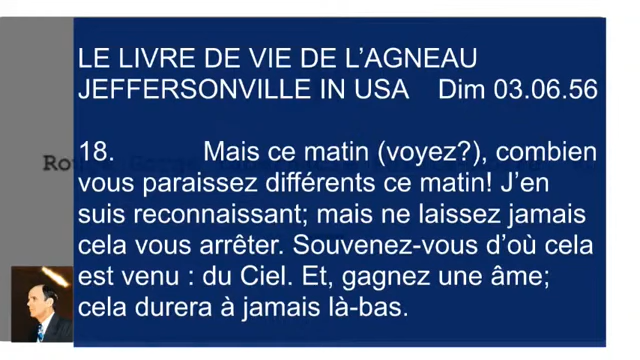 LE LIVRE DE VIE DE L'AGNEAU
JEFFERSONVILLE IN USA Dim 03.06.56
18. Mais ce matin (voyez?), combien
vous paraissez différents ce matin! J'en
suis reconnaissant; mais ne laissez jamais
cela vous arrêter. Souvenez-vous d'où cela
est venu : du Ciel. Et, gagnez une âme;
cela durera à jamais là-bas.